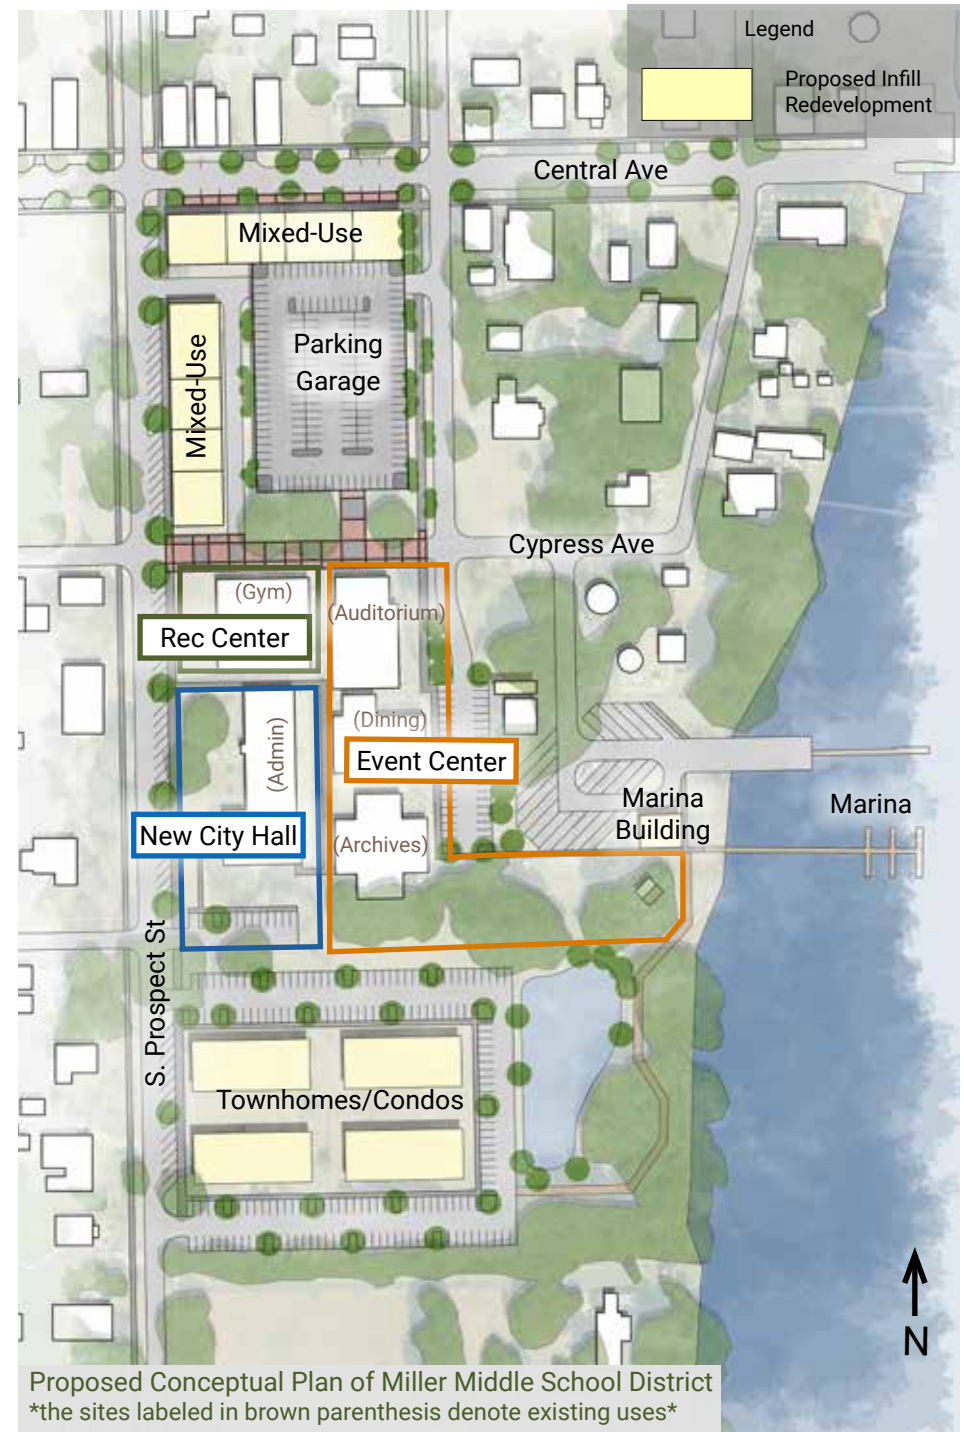 Legend
Proposed Infill
Redevelopment
Central Ave
Mixed-Use
Parking
Garage
Mixed-Use
Cypress Ave
(Gym)
(Auditorium)
Rec Center
(Admin)
(Dining)
Event Center
Marina
Building
Marina
New City Hall
(Archives)
S. Prospect St
Townhomes/Condos
N
Proposed Conceptual Plan of Miller Middle School District
*the sites labeled in brown parenthesis denote existing uses*